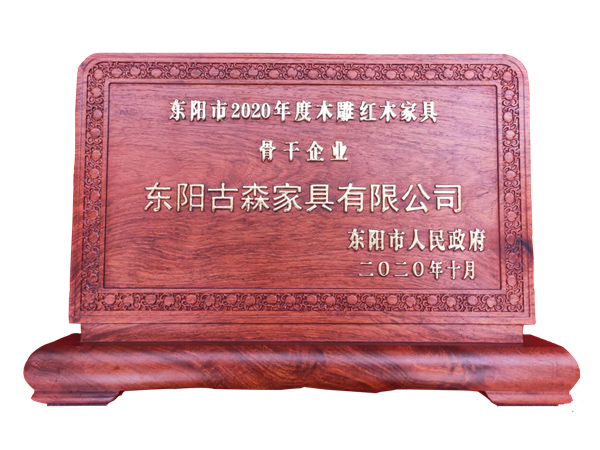 东阳市2020年度木雕红木家具
骨干企业
东阳古森家具有限公司
东阳市人民政府
二〇二〇年十月